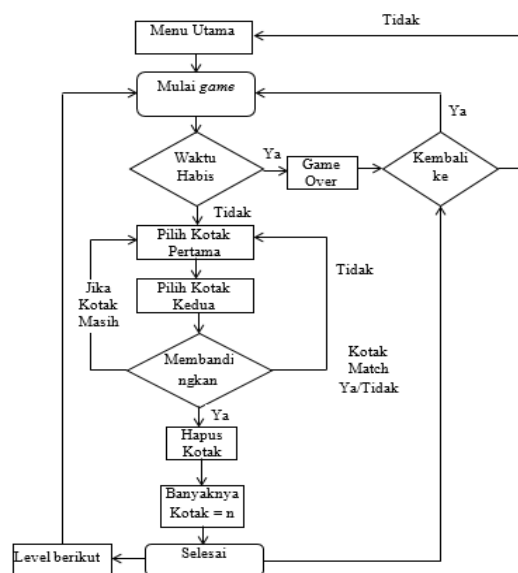 Menu Utama
Tidak
Mulai game
Ya
Waktu
Habis
Ya
Game
Over
Kembali
ke
Tidak
Pilih Kotak
Pertama
Jika
Kotak
Masih
Pilih Kotak
Kedua
Tidak
Membandi
ngkan
Kotak
Match
Ya/Tidak
Ya
Hapus
Kotak
Banyaknya
Kotak = n
Level berikut
Selesai